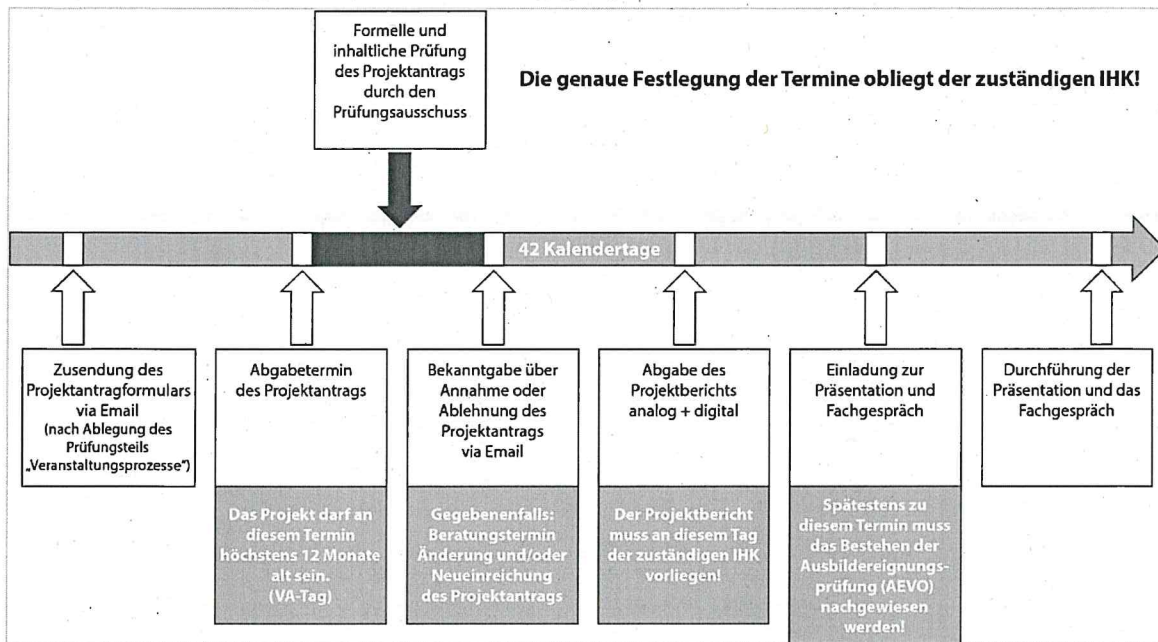 Formelle und
inhaltliche Prüfung
des Projektantrags
durch den
Prüfungsausschuss
Die genaue Festlegung der Termine obliegt der zuständigen IHK!
42 Kalendertage
Zusendung des
Projektantragformulars
via Email
(nach Ablegung des
Prüfungsteils
„Veranstaltungsprozesse“)
Abgabetermin
des Projektantrags
Das Projekt darf an
diesem Termin
höchstens 12 Monate
alt sein.
(VA-Tag)
Bekanntgabe über
Annahme oder
Ablehnung des
Projektantrags
via Email
Gegebenenfalls:
Beratungstermin
Änderung und/oder
Neueinreichung
des Projektantrags
Abgabe des
Projektberichts
analog + digital
Der Projektbericht
muss an diesem Tag
der zuständigen IHK
vorliegen!
Einladung zur
Präsentation und
Fachgespräch
Spätestens zu
diesem Termin muss
das Bestehen der
Ausbildereignungs-
prüfung (AEVO)
nachgewiesen
werden!
Durchführung der
Präsentation und das
Fachgespräch